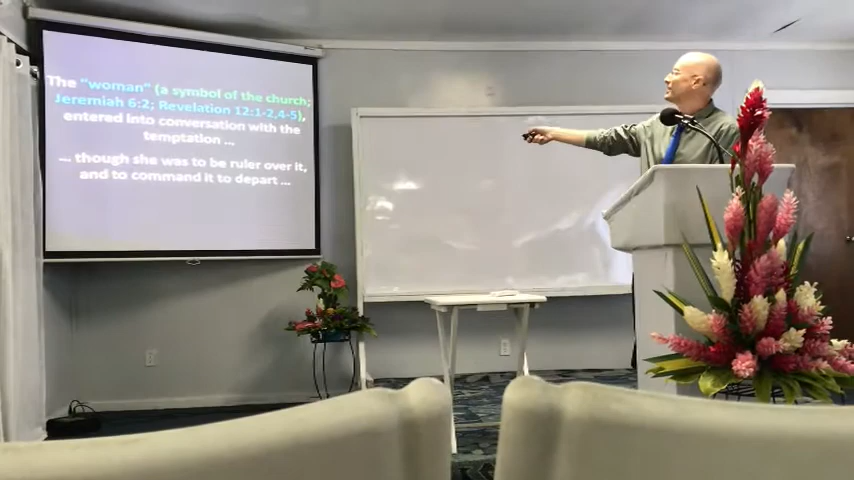 The "woman" (a symbol of the church;
Jeremiah 6:2; Revelation 12:1-2,4-5),
entered into conversation with the
temptation ...
... though she was to be ruler over it,
and to command it to depart ...